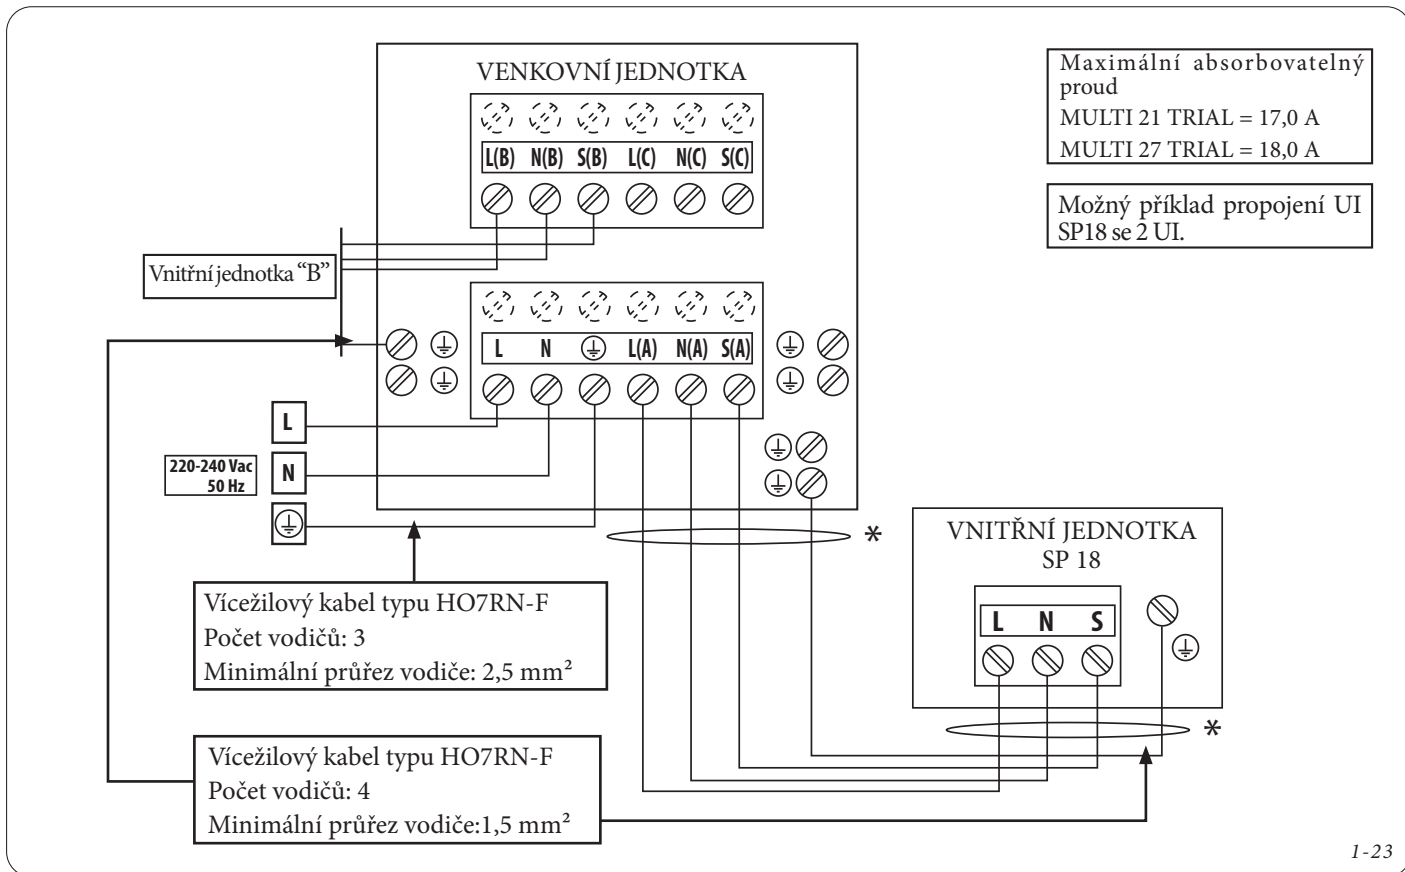 VENKOVNÍ JEDNOTKA
L(B) N(B) S(B) L(C) N(C) S(C)
Maximální absorbovatelný
proud
MULTI 21 TRIAL = 17,0 A
MULTI 27 TRIAL = 18,0 A
Možný příklad propojení UI
SP18 se 2 UI.
Vnitřní jednotka “B”
L N L(A) N(A) S(A)
L
220-240 Vac
50 Hz
N
*
VNITŘNÍ JEDNOTKA
SP 18
L N S
*
Vícežilový kabel typu HO7RN-F
Počet vodičů: 3
Minimální průřez vodiče: 2,5 mm²
Vícežilový kabel typu HO7RN-F
Počet vodičů: 4
Minimální průřez vodiče:1,5 mm²
1-23